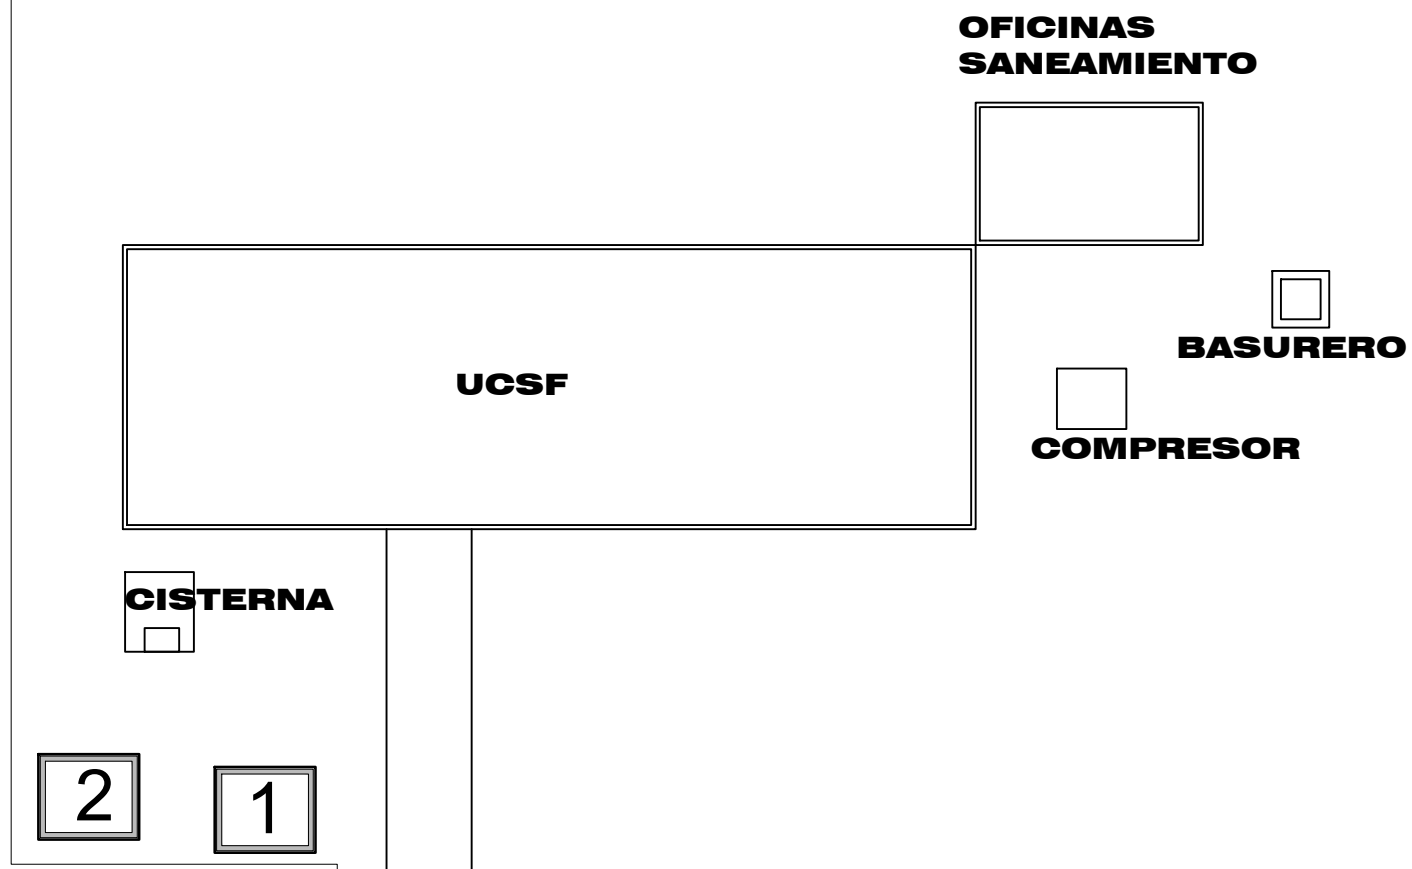 OFICINAS
SANEAMIENTO
BASURERO
UCSF
COMPRESOR
CISTERNA
2
1